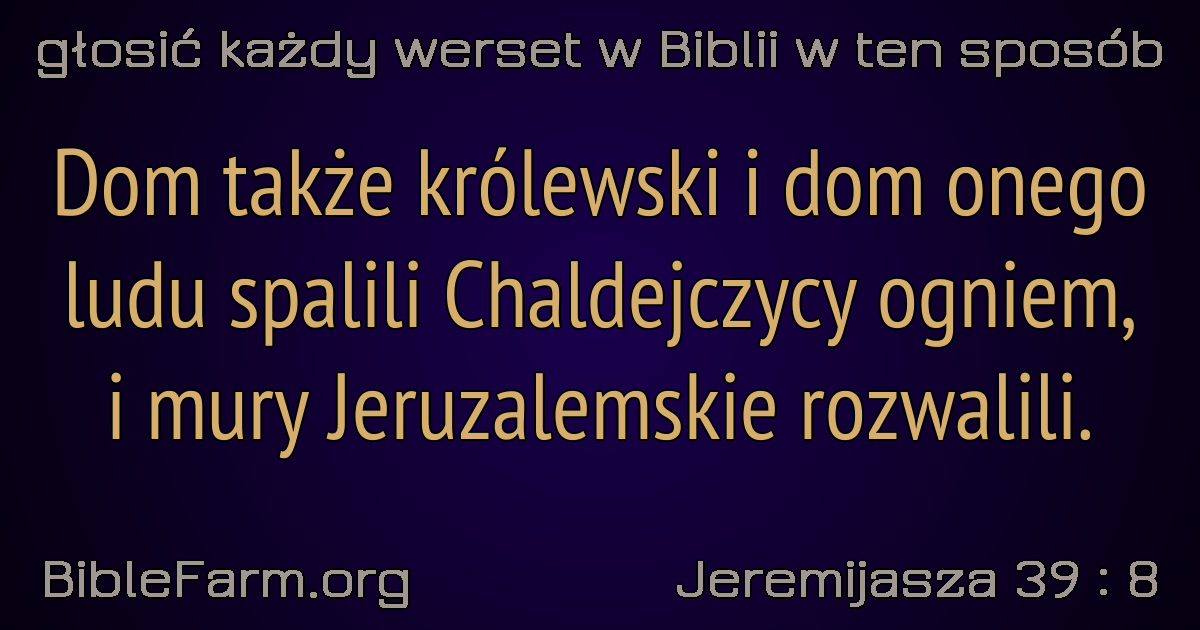 głosić każdy werset w Biblii w ten sposób
Dom także królewski i dom onego
ludu spalili Chaldejczycy ogniem,
i mury Jeruzalemskie rozwalili.
BibleFarm.org
Jeremijasza 39 : 8